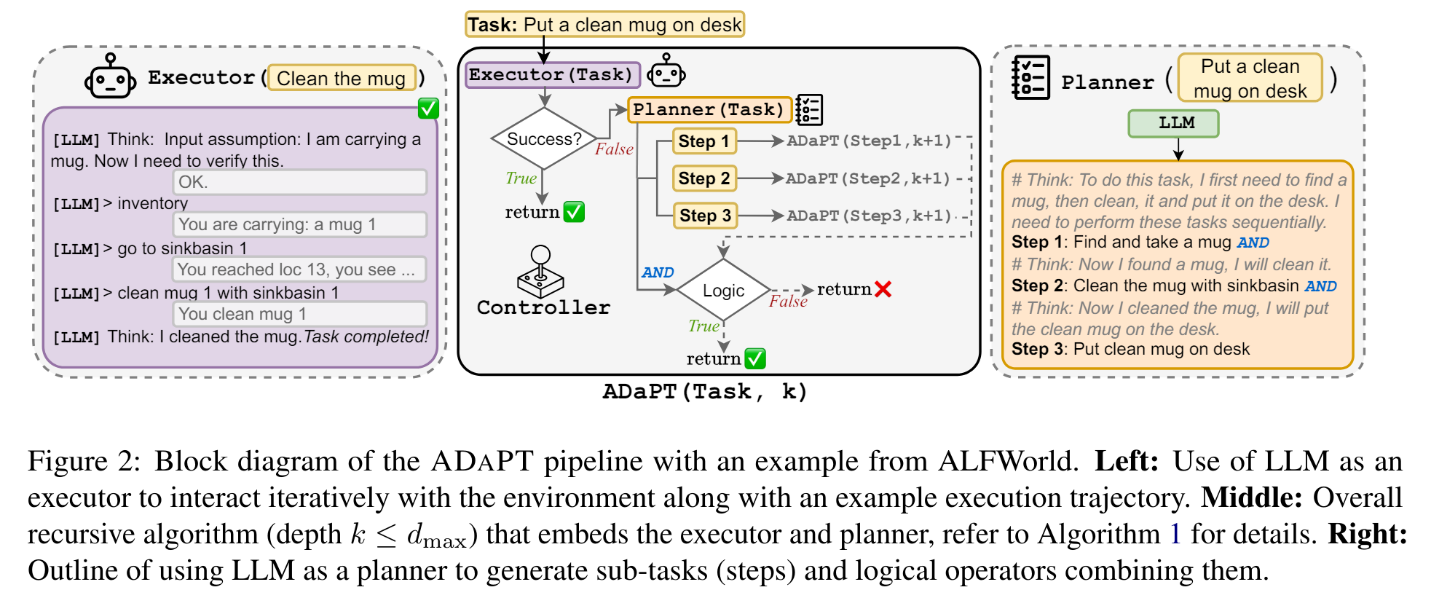 Task: Put a clean mug on desk
Executor( Clean the mug )
[LLM] Think: Input assumption: I am carrying a
mug. Now I need to verify this.
OK.
[LLM]> inventory
You are carrying: a mug 1
[LLM]> go to sinkbasin 1
You reached loc 13, you see ...
[LLM]> clean mug 1 with sinkbasin 1
You clean mug 1
[LLM] Think: I cleaned the mug.Task completed!
Executor(Task)
Success?
False
True
return
Planner(Task)
Step 1
ADaPT(Step1,k+1)
Step 2
ADaPT(Step2,k+1)
Step 3
ADaPT(Step3,k+1)
Controller
AND
Logic
False
return
True
return
ADaPT(Task, k)
Planner ( Put a clean
mug on desk )
LLM
# Think: To do this task, I first need to find a
mug, then clean, it and put it on the desk. I
need to perform these tasks sequentially.
Step 1: Find and take a mug AND
# Think: Now I found a mug, I will clean it.
Step 2: Clean the mug with sinkbasin AND
# Think: Now I cleaned the mug, I will put
the clean mug on the desk.
Step 3: Put clean mug on desk
Figure 2: Block diagram of the ADAPT pipeline with an example from ALFWorld. Left: Use of LLM as an
executor to interact iteratively with the environment along with an example execution trajectory. Middle: Overall
recursive algorithm (depth k ≤ dmax) that embeds the executor and planner, refer to Algorithm 1 for details. Right:
Outline of using LLM as a planner to generate sub-tasks (steps) and logical operators combining them.